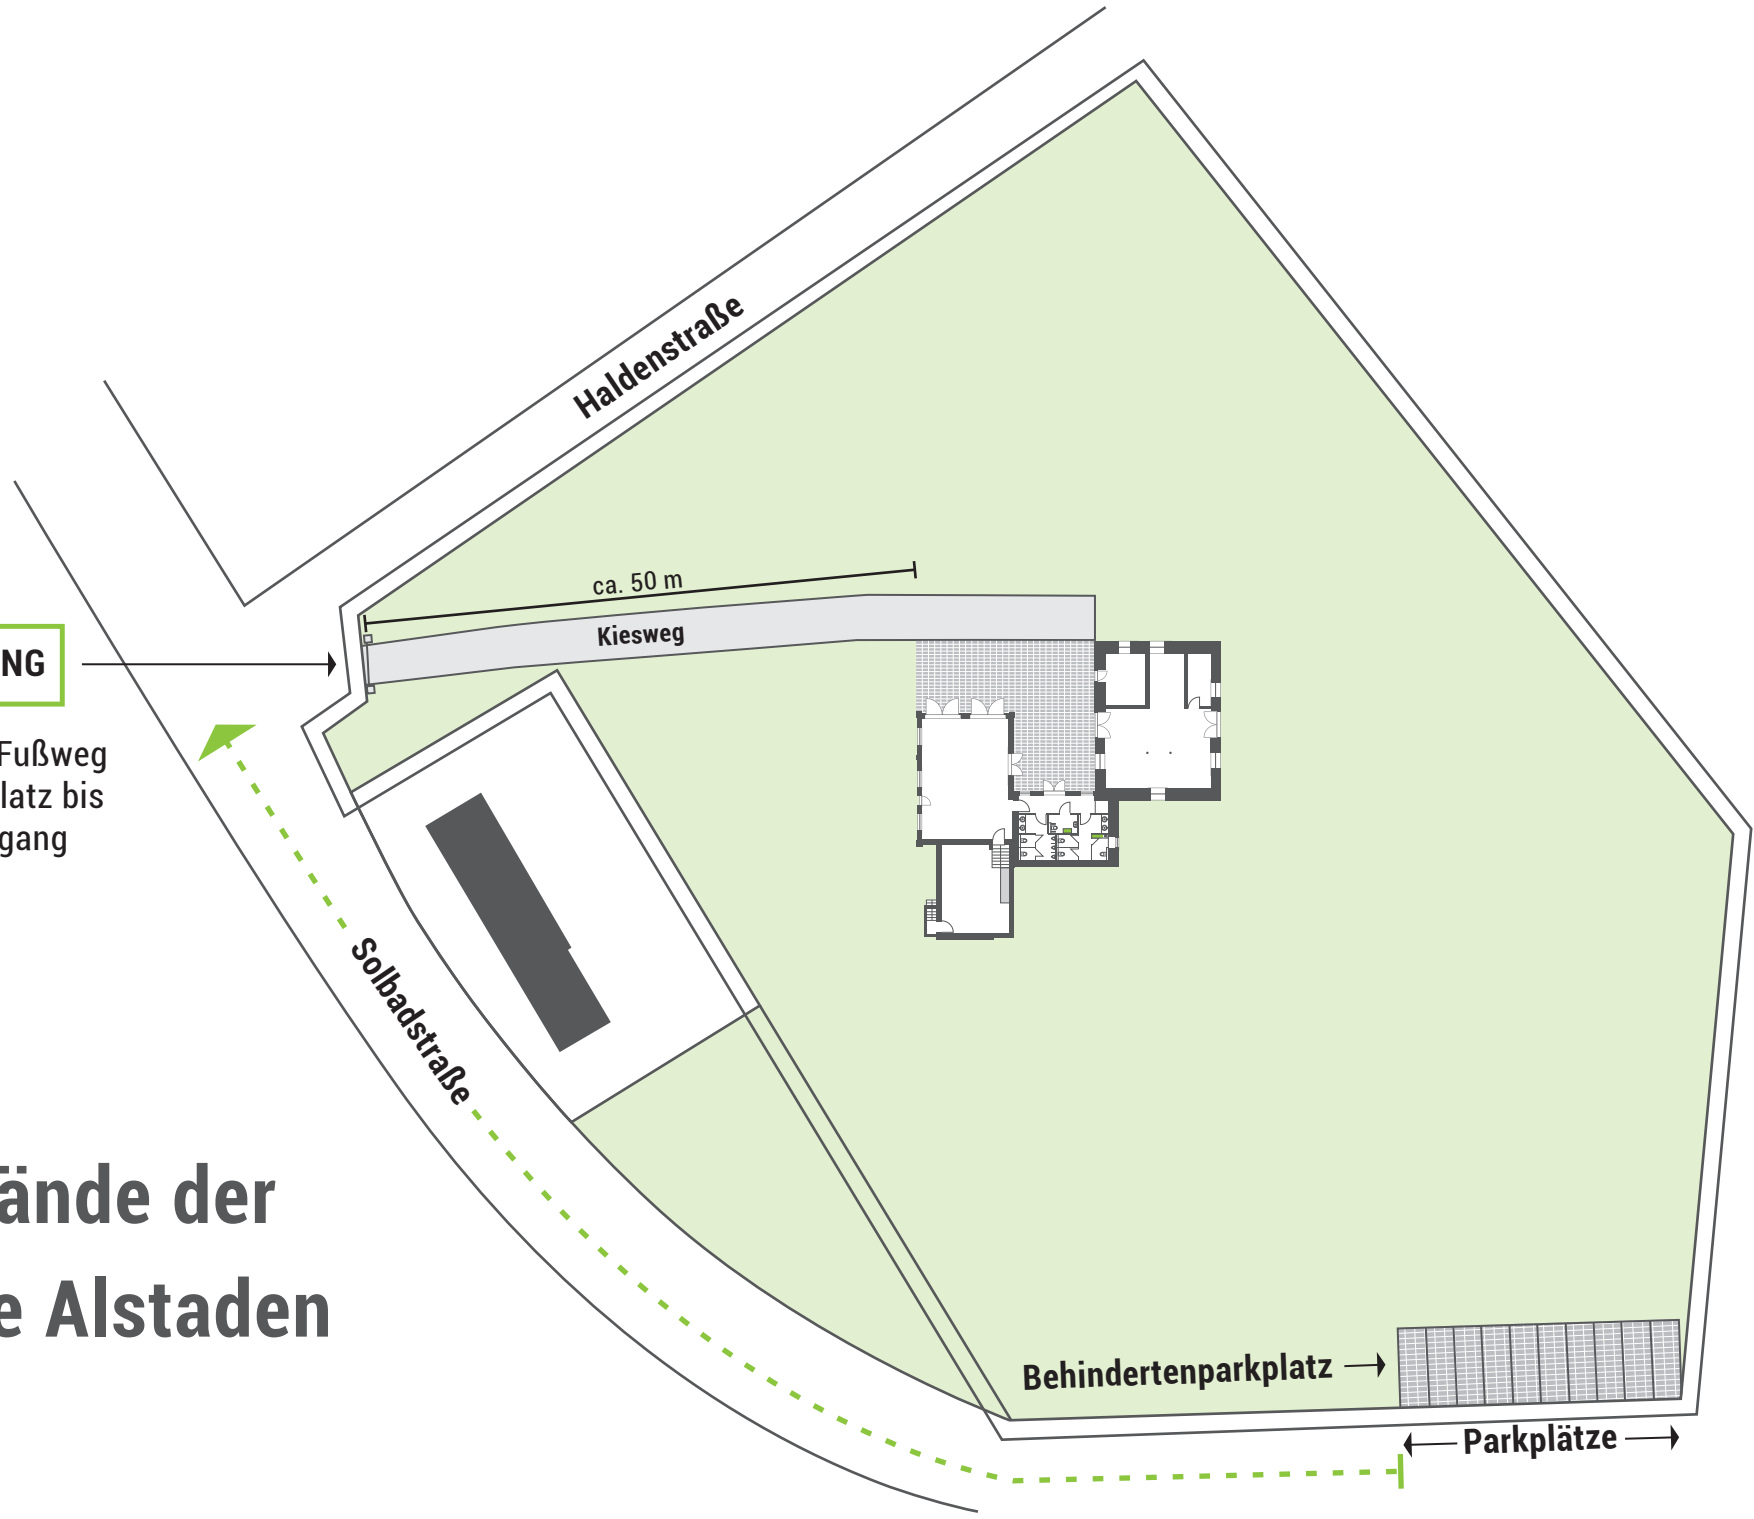 Haldenstraße
ca. 50 m
Kiesweg
NG
Fußweg
latz bis
gang
Solbadstraße
ände der
e Alstaden
Behindertenparkplatz
Parkplätze